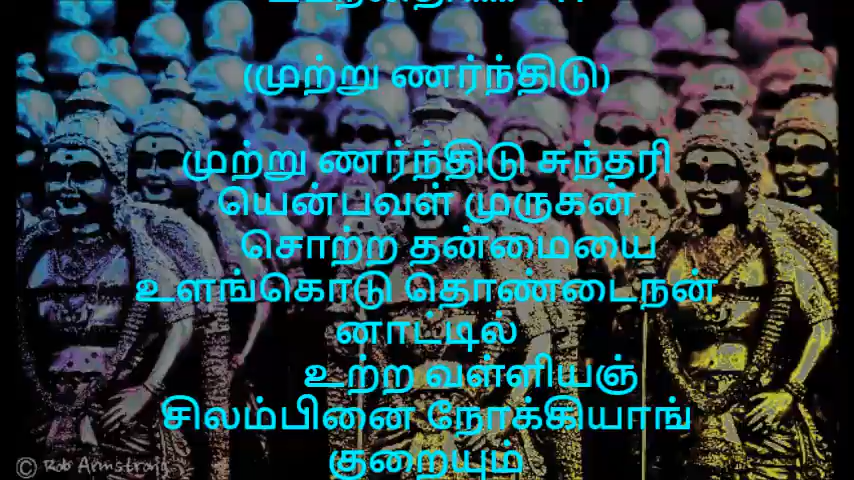 (முற்று ணர்ந்திடு)
முற்று ணர்ந்திடு சுந்தரி
யென்பவள் முருகன்
சொற்ற தன்மையை
உளங்கொடு தொண்டைநன்
னாட்டில்
உற்ற வள்ளியஞ்
சிலம்பினை நோக்கியாங்
குறையும்
© Rob Armstrong